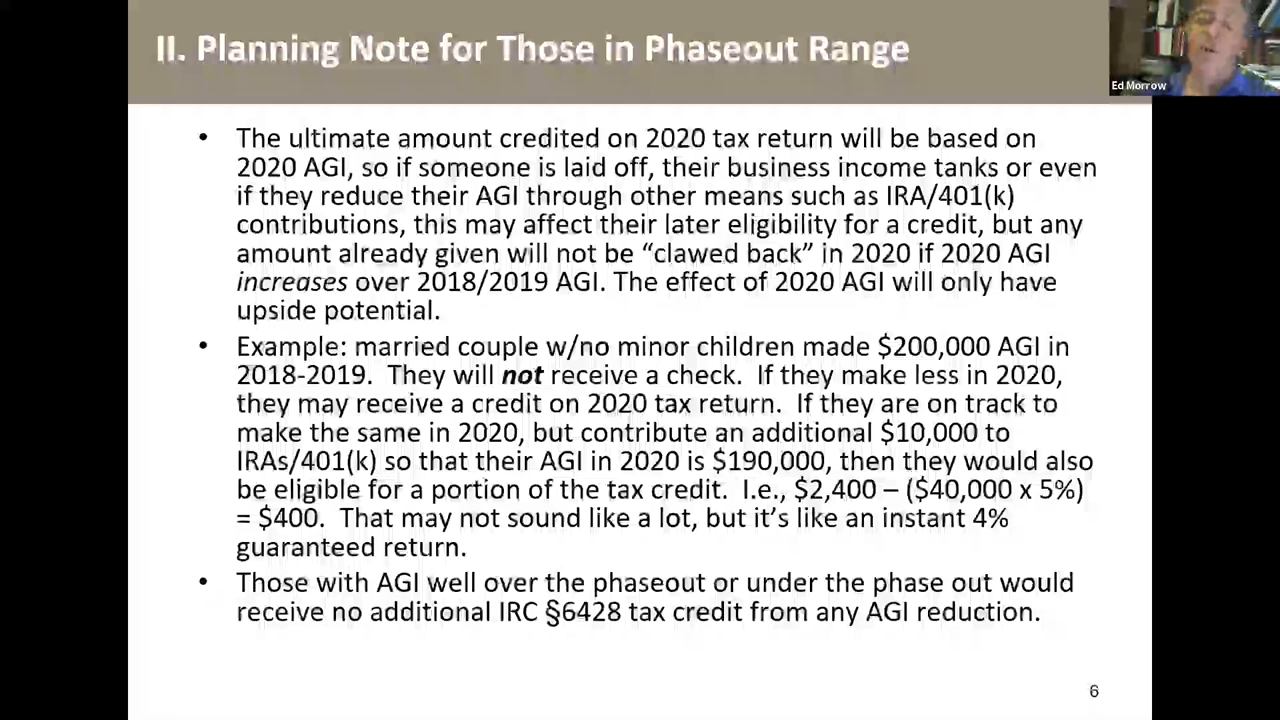 II. Planning Note for Those in Phaseout Range
Ed Morrow
• The ultimate amount credited on 2020 tax return will be based on
2020 AGI, so if someone is laid off, their business income tanks or even
if they reduce their AGI through other means such as IRA/401(k)
contributions, this may affect their later eligibility for a credit, but any
amount already given will not be “clawed back” in 2020 if 2020 AGI
increases over 2018/2019 AGI. The effect of 2020 AGI will only have
upside potential.
• Example: married couple w/no minor children made $200,000 AGI in
2018-2019. They will not receive a check. If they make less in 2020,
they may receive a credit on 2020 tax return. If they are on track to
make the same in 2020, but contribute an additional $10,000 to
IRAs/401(k) so that their AGI in 2020 is $190,000, then they would also
be eligible for a portion of the tax credit. I.e., $2,400 – ($40,000 x 5%)
= $400. That may not sound like a lot, but it’s like an instant 4%
guaranteed return.
• Those with AGI well over the phaseout or under the phase out would
receive no additional IRC §6428 tax credit from any AGI reduction.
6